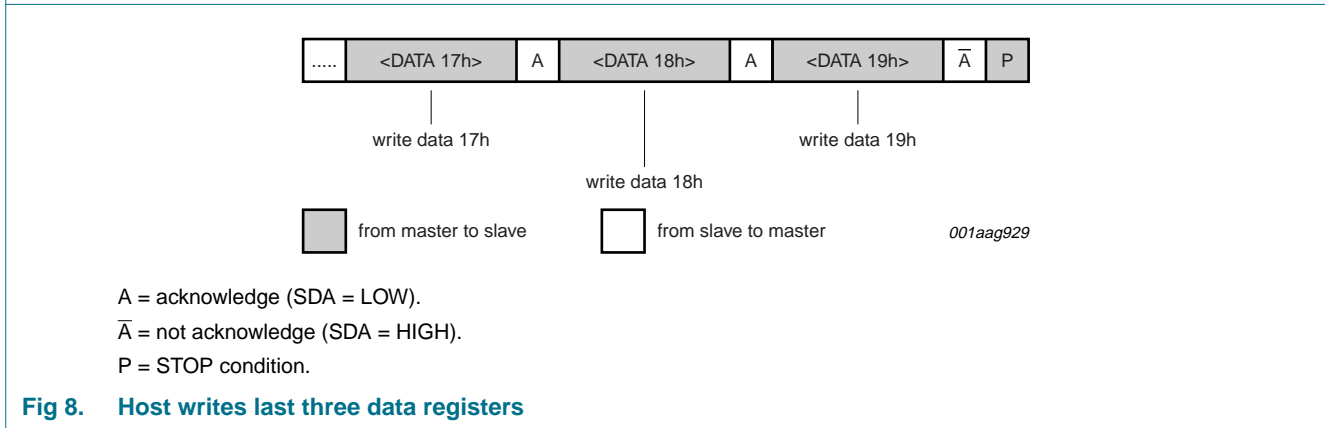 ..... <DATA 17h> A <DATA 18h> A <DATA 19h> A̅ P
write data 17h write data 19h
write data 18h
from master to slave from slave to master 001aag929
A = acknowledge (SDA = LOW).
A̅ = not acknowledge (SDA = HIGH).
P = STOP condition.
Fig 8. Host writes last three data registers